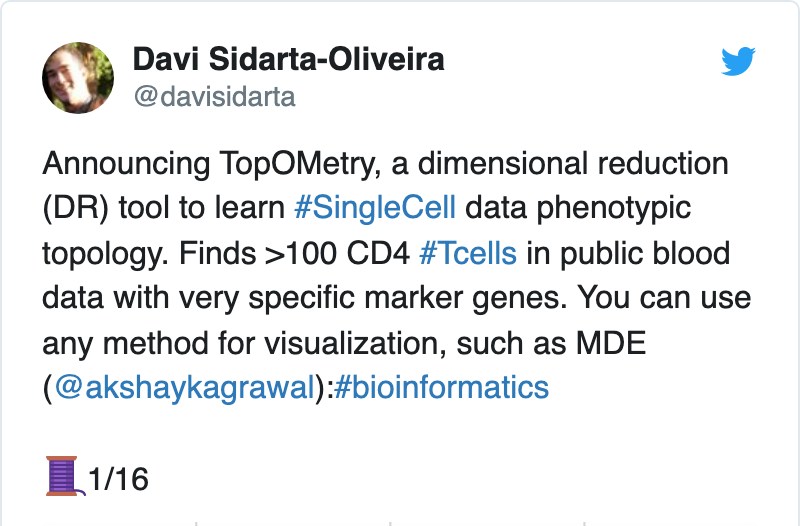 Davi Sidarta-Oliveira
@davisidarta
Announcing TopOMetry, a dimensional reduction
(DR) tool to learn #SingleCell data phenotypic
topology. Finds >100 CD4 #Tcells in public blood
data with very specific marker genes. You can use
any method for visualization, such as MDE
(@akshaykagrawal):#bioinformatics
🧵1/16